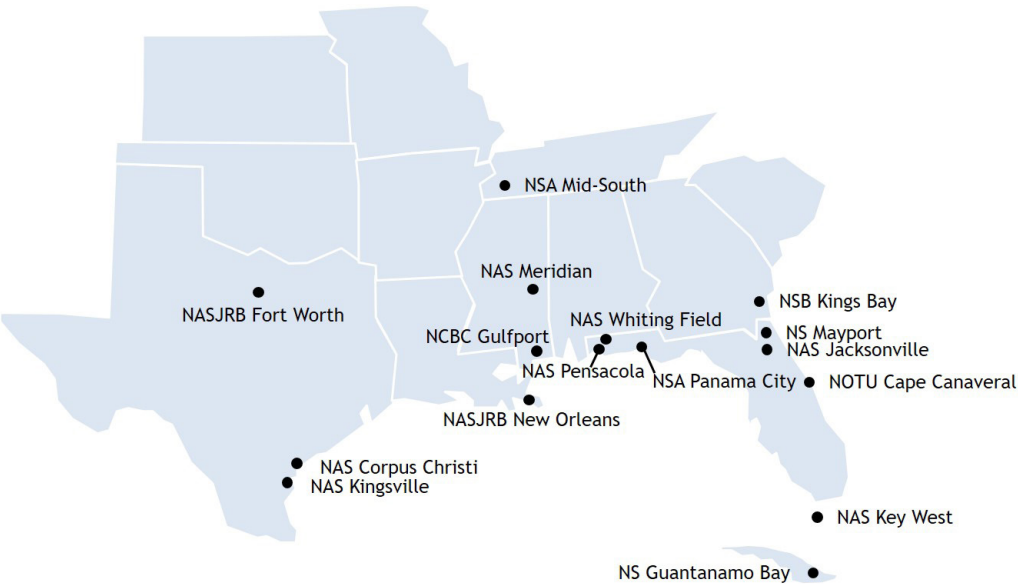 NSA Mid-South
NAS Meridian
NSB Kings Bay
NASJRB Fort Worth
NAS Whiting Field
NS Mayport
NCBC Gulfport
NAS Jacksonville
NAS Pensacola
NSA Panama City
NOTU Cape Canaveral
NASJRB New Orleans
NAS Corpus Christi
NAS Kingsville
NAS Key West
NS Guantanamo Bay